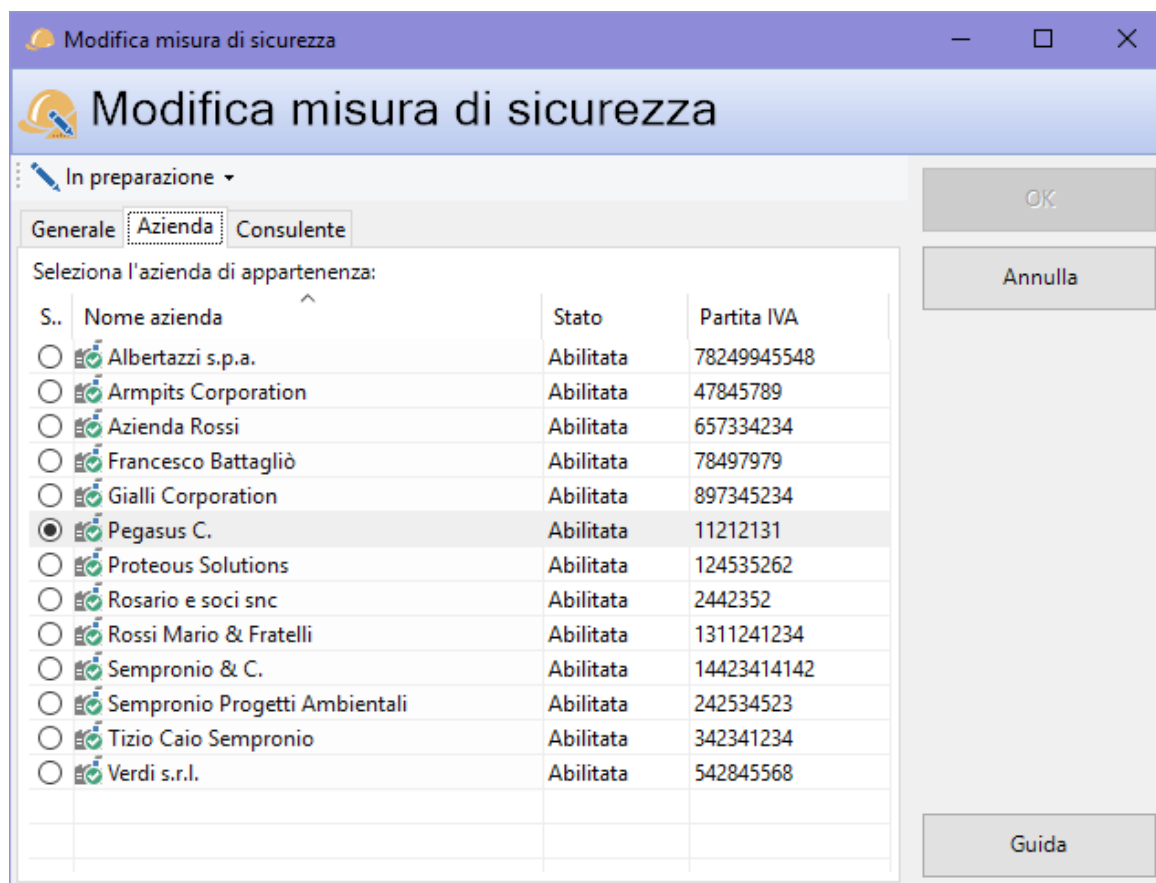 Modifica misura di sicurezza
Modifica misura di sicurezza
In preparazione
OK
Generale Azienda Consulente
Annulla
Seleziona l'azienda di appartenenza:
S.. Nome azienda Stato Partita IVA
Albertazzi s.p.a. Abilitata 78249945548
Armpits Corporation Abilitata 47845789
Azienda Rossi Abilitata 657334234
Francesco Battagliò Abilitata 78497979
Gialli Corporation Abilitata 897345234
Pegasus C. Abilitata 11212131
Proteous Solutions Abilitata 124535262
Rosario e soci snc Abilitata 2442352
Rossi Mario & Fratelli Abilitata 1311241234
Sempronio & C. Abilitata 14423414142
Sempronio Progetti Ambientali Abilitata 242534523
Tizio Caio Sempronio Abilitata 342341234
Verdi s.r.l. Abilitata 542845568
Guida